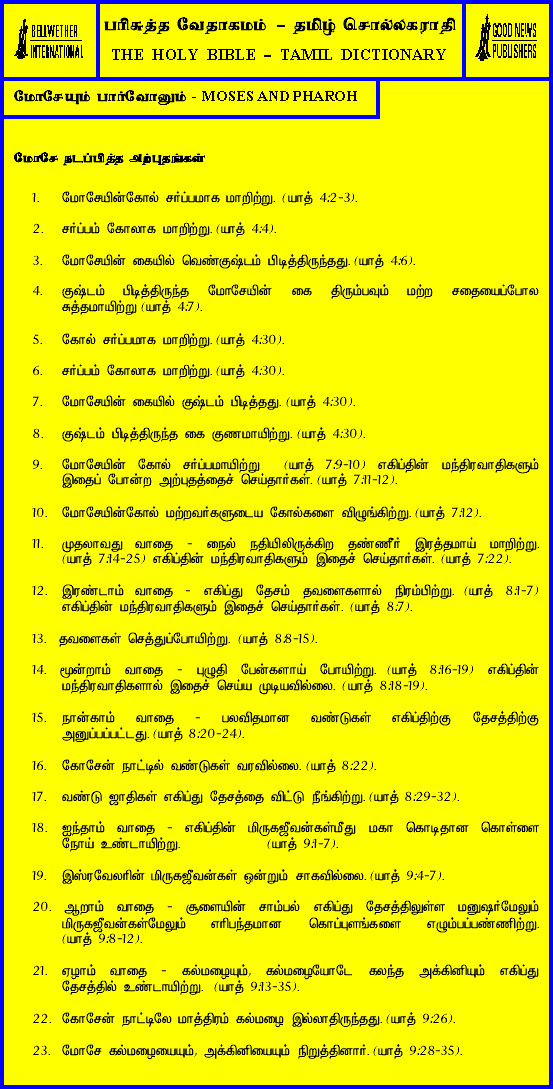 BELLWETHER
INTERNATIONAL
பரிசுத்த வேதாகமம் – தமிழ் சொல்லகராதி
THE HOLY BIBLE – TAMIL DICTIONARY
GOOD NEWS
PUBLISHERS
மோசேயும் பார்வோனும் - MOSES AND PHAROH
மோசே நடப்பித்த அற்புதங்கள்
1. மோசேயின்கோல் சர்ப்பமாக மாறிற்று. (யாத் 4:2-3).
2. சர்ப்பம் கோலாக மாறிற்று. (யாத் 4:4).
3. மோசேயின் கையில் வெண்குஷ்டம் பிடித்திருந்தது. (யாத் 4:6).
4. குஷ்டம் பிடித்திருந்த மோசேயின் கை திரும்பவும் மற்ற சதையைப்போல
சுத்தமாயிற்று (யாத் 4:7).
5. கோல் சர்ப்பமாக மாறிற்று. (யாத் 4:30).
6. சர்ப்பம் கோலாக மாறிற்று. (யாத் 4:30).
7. மோசேயின் கையில் குஷ்டம் பிடித்தது. (யாத் 4:30).
8. குஷ்டம் பிடித்திருந்த கை குணமாயிற்று. (யாத் 4:30).
9. மோசேயின் கோல் சர்ப்பமாயிற்று (யாத் 7:9-10) எகிப்தின் மந்திரவாதிகளும்
இதைப் போன்ற அற்புதத்தைச் செய்தார்கள். (யாத் 7:11-12).
10. மோசேயின்கோல் மற்றவர்களுடைய கோல்களை விழுங்கிற்று. (யாத் 7:12).
11. முதலாவது வாதை - நைல் நதியிலிருக்கிற தண்ணீர் இரத்தமாய் மாறிற்று.
(யாத் 7:14-25) எகிப்தின் மந்திரவாதிகளும் இதைச் செய்தார்கள். (யாத் 7:22).
12. இரண்டாம் வாதை - எகிப்து தேசம் தவளைகளால் நிரம்பிற்று. (யாத் 8:1-7)
எகிப்தின் மந்திரவாதிகளும் இதைச் செய்தார்கள். (யாத் 8:7).
13. தவளைகள் செத்துப்போயிற்று. (யாத் 8:8-15).
14. மூன்றாம் வாதை - புழுதி பேன்களாய் போயிற்று. (யாத் 8:16-19) எகிப்தின்
மந்திரவாதிகளால் இதைச் செய்ய முடியவில்லை. (யாத் 8:18-19).
15. நான்காம் வாதை - பலவிதமான வண்டுகள் எகிப்திற்கு தேசத்திற்கு
அனுப்பப்பட்டது. (யாத் 8:20-24).
16. கோசேன் நாட்டில் வண்டுகள் வரவில்லை. (யாத் 8:22).
17. வண்டு ஜாதிகள் எகிப்து தேசத்தை விட்டு நீங்கிற்று. (யாத் 8:29-32).
18. ஐந்தாம் வாதை - எகிப்தின் மிருகஜீவன்கள்மீது மகா கொடிதான கொள்ளை
நோய் உண்டாயிற்று. (யாத் 9:1-7).
19. இஸ்ரவேலரின் மிருகஜீவன்கள் ஒன்றும் சாகவில்லை. (யாத் 9:4-7).
20. ஆறாம் வாதை - சூளையின் சாம்பல் எகிப்து தேசத்திலுள்ள மனுஷர்மேலும்
மிருகஜீவன்கள்மேலும் எரிபந்தமான கொப்புளங்களை எழும்பப்பண்ணிற்று.
(யாத் 9:8-12).
21. ஏழாம் வாதை - கல்மழையும், கல்மழையோடே கலந்த அக்கினியும் எகிப்து
தேசத்தில் உண்டாயிற்று. (யாத் 9:13-35).
22. கோசேன் நாட்டிலே மாத்திரம் கல்மழை இல்லாதிருந்தது. (யாத் 9:26).
23. மோசே கல்மழையையும், அக்கினியையும் நிறுத்தினார். (யாத் 9:28-35).